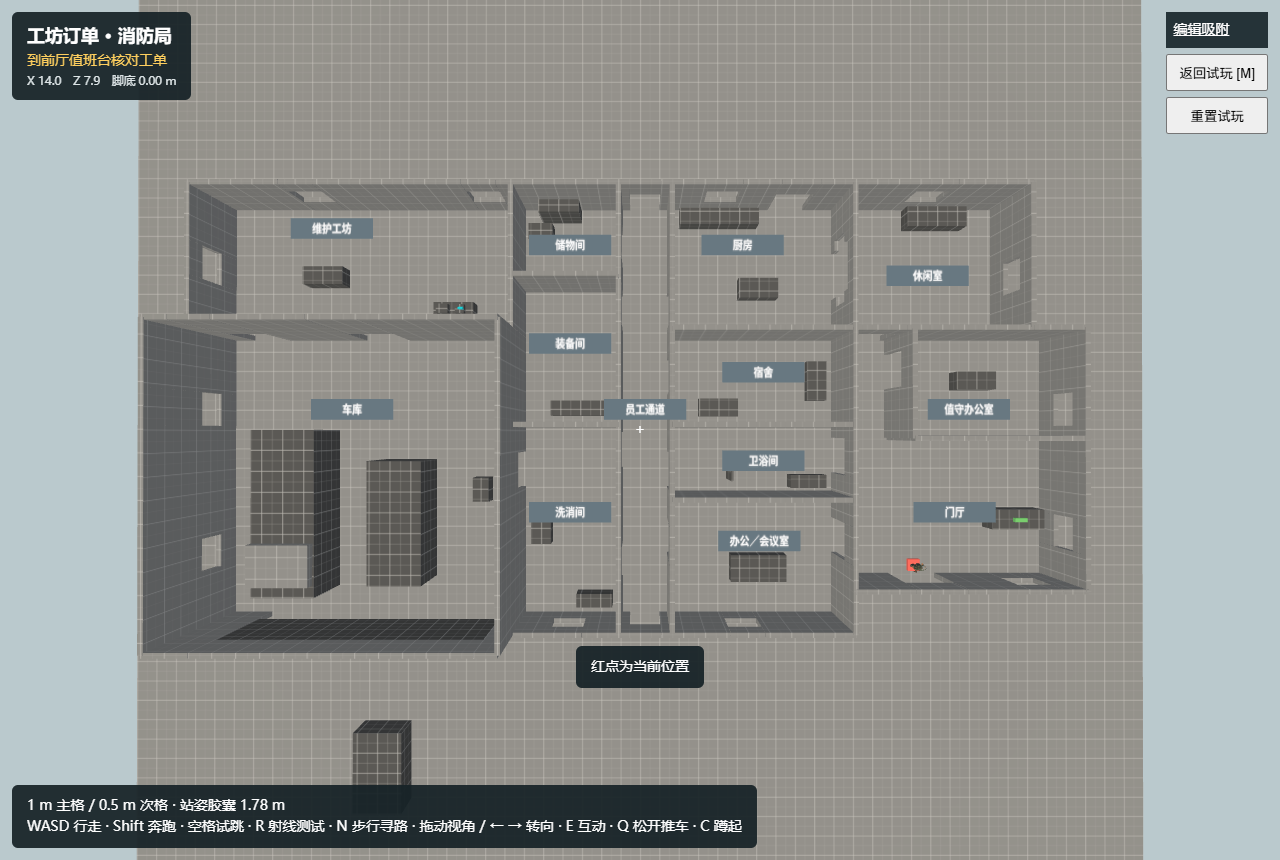 工坊订单 • 消防局
到前厅值班台核对工单
X 14.0 Z 7.9 脚底 0.00 m
编辑吸附
返回试玩 [M]
重置试玩
维护工坊
储物间
厨房
休闲室
装备间
宿舍
车库
员工通道
值守办公室
卫浴间
洗消间
门厅
办公／会议室
红点为当前位置
1 m 主格 / 0.5 m 次格 · 站姿胶囊 1.78 m
WASD 行走 · Shift 奔跑 · 空格试跳 · R 射线测试 · N 步行寻路 · 拖动视角 / ← → 转向 · E 互动 · Q 松开推车 · C 蹲起